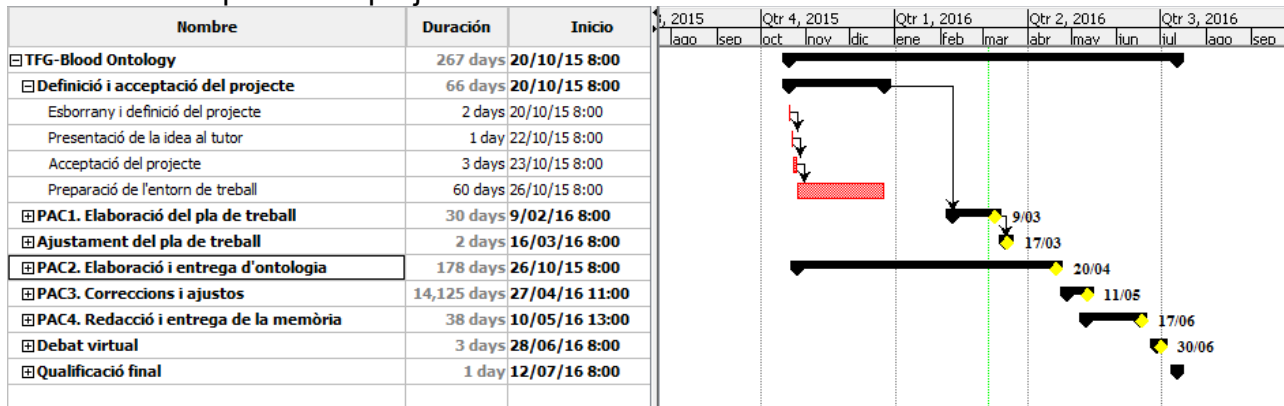 Nombre Duración Inicio , 2015 Qtr 4, 2015 Qtr 1, 2016 Qtr 2, 2016 Qtr 3, 2016
ago sep oct nov dic ene feb mar abr may jun jul ago sep
TFG-Blood Ontology 267 days 20/10/15 8:00
Definició i acceptació del projecte 66 days 20/10/15 8:00
Esborrany i definició del projecte 2 days 20/10/15 8:00
Presentació de la idea al tutor 1 day 22/10/15 8:00
Acceptació del projecte 3 days 23/10/15 8:00
Preparació de l'entorn de treball 60 days 26/10/15 8:00
PAC1. Elaboració del pla de treball 30 days 9/02/16 8:00 9/03
Ajustament del pla de treball 2 days 16/03/16 8:00 17/03
PAC2. Elaboració i entrega d'ontologia 178 days 26/10/15 8:00 20/04
PAC3. Correccions i ajustos 14,125 days 27/04/16 11:00 11/05
PAC4. Redacció i entrega de la memòria 38 days 10/05/16 13:00 17/06
Debat virtual 3 days 28/06/16 8:00 30/06
Qualificació final 1 day 12/07/16 8:00